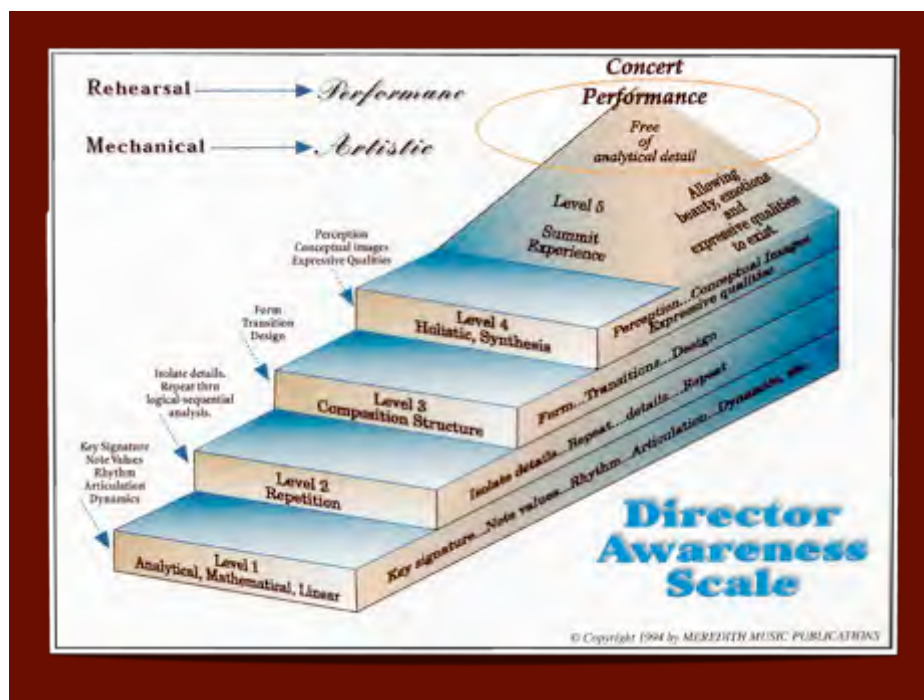 Rehearsal
Performanc
Mechanical
Artistic
Concert
Performance
Free
of
analytical detail
Allowing
beauty, emotions
and
expressive qualities
to exist.
Level 5
Summit
Experience
Perception
Conceptual images
Expressive Qualities
Level 4
Holistic, Synthesis
Perception...Conceptual Images
Expressive qualities
Form
Transition
Design
Level 3
Composition Structure
Form...Transitions...Design
Isolate details.
Repeat thru
logical-sequential
analysis.
Level 2
Repetition
Isolate details...Repeat...details...Repeat
Key Signature
Note Values
Rhythm
Articulation
Dynamics
Level 1
Analytical, Mathematical, Linear
Key signature...Note values...Rhythm...Articulation...Dynamics, etc.
Director
Awareness
Scale
© Copyright 1994 by MEREDITH MUSIC PUBLICATIONS